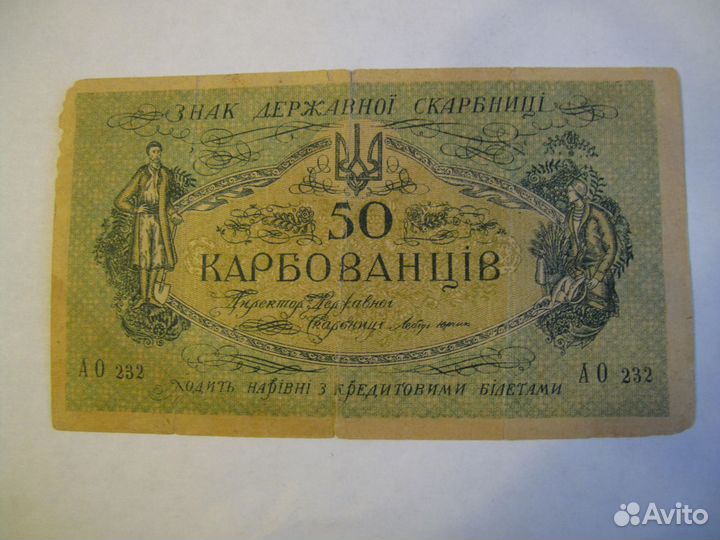 ЗНАК ДЕРЖАВНОЇ СКАРБНИЦІ
50
КАРБОВАНЦІВ
Директор Державної
Скарбниці
АО 232
АО 232
ХОДИТЬ НАРІВНІ З КРЕДИТОВИМИ БІЛЕТАМИ
Avito